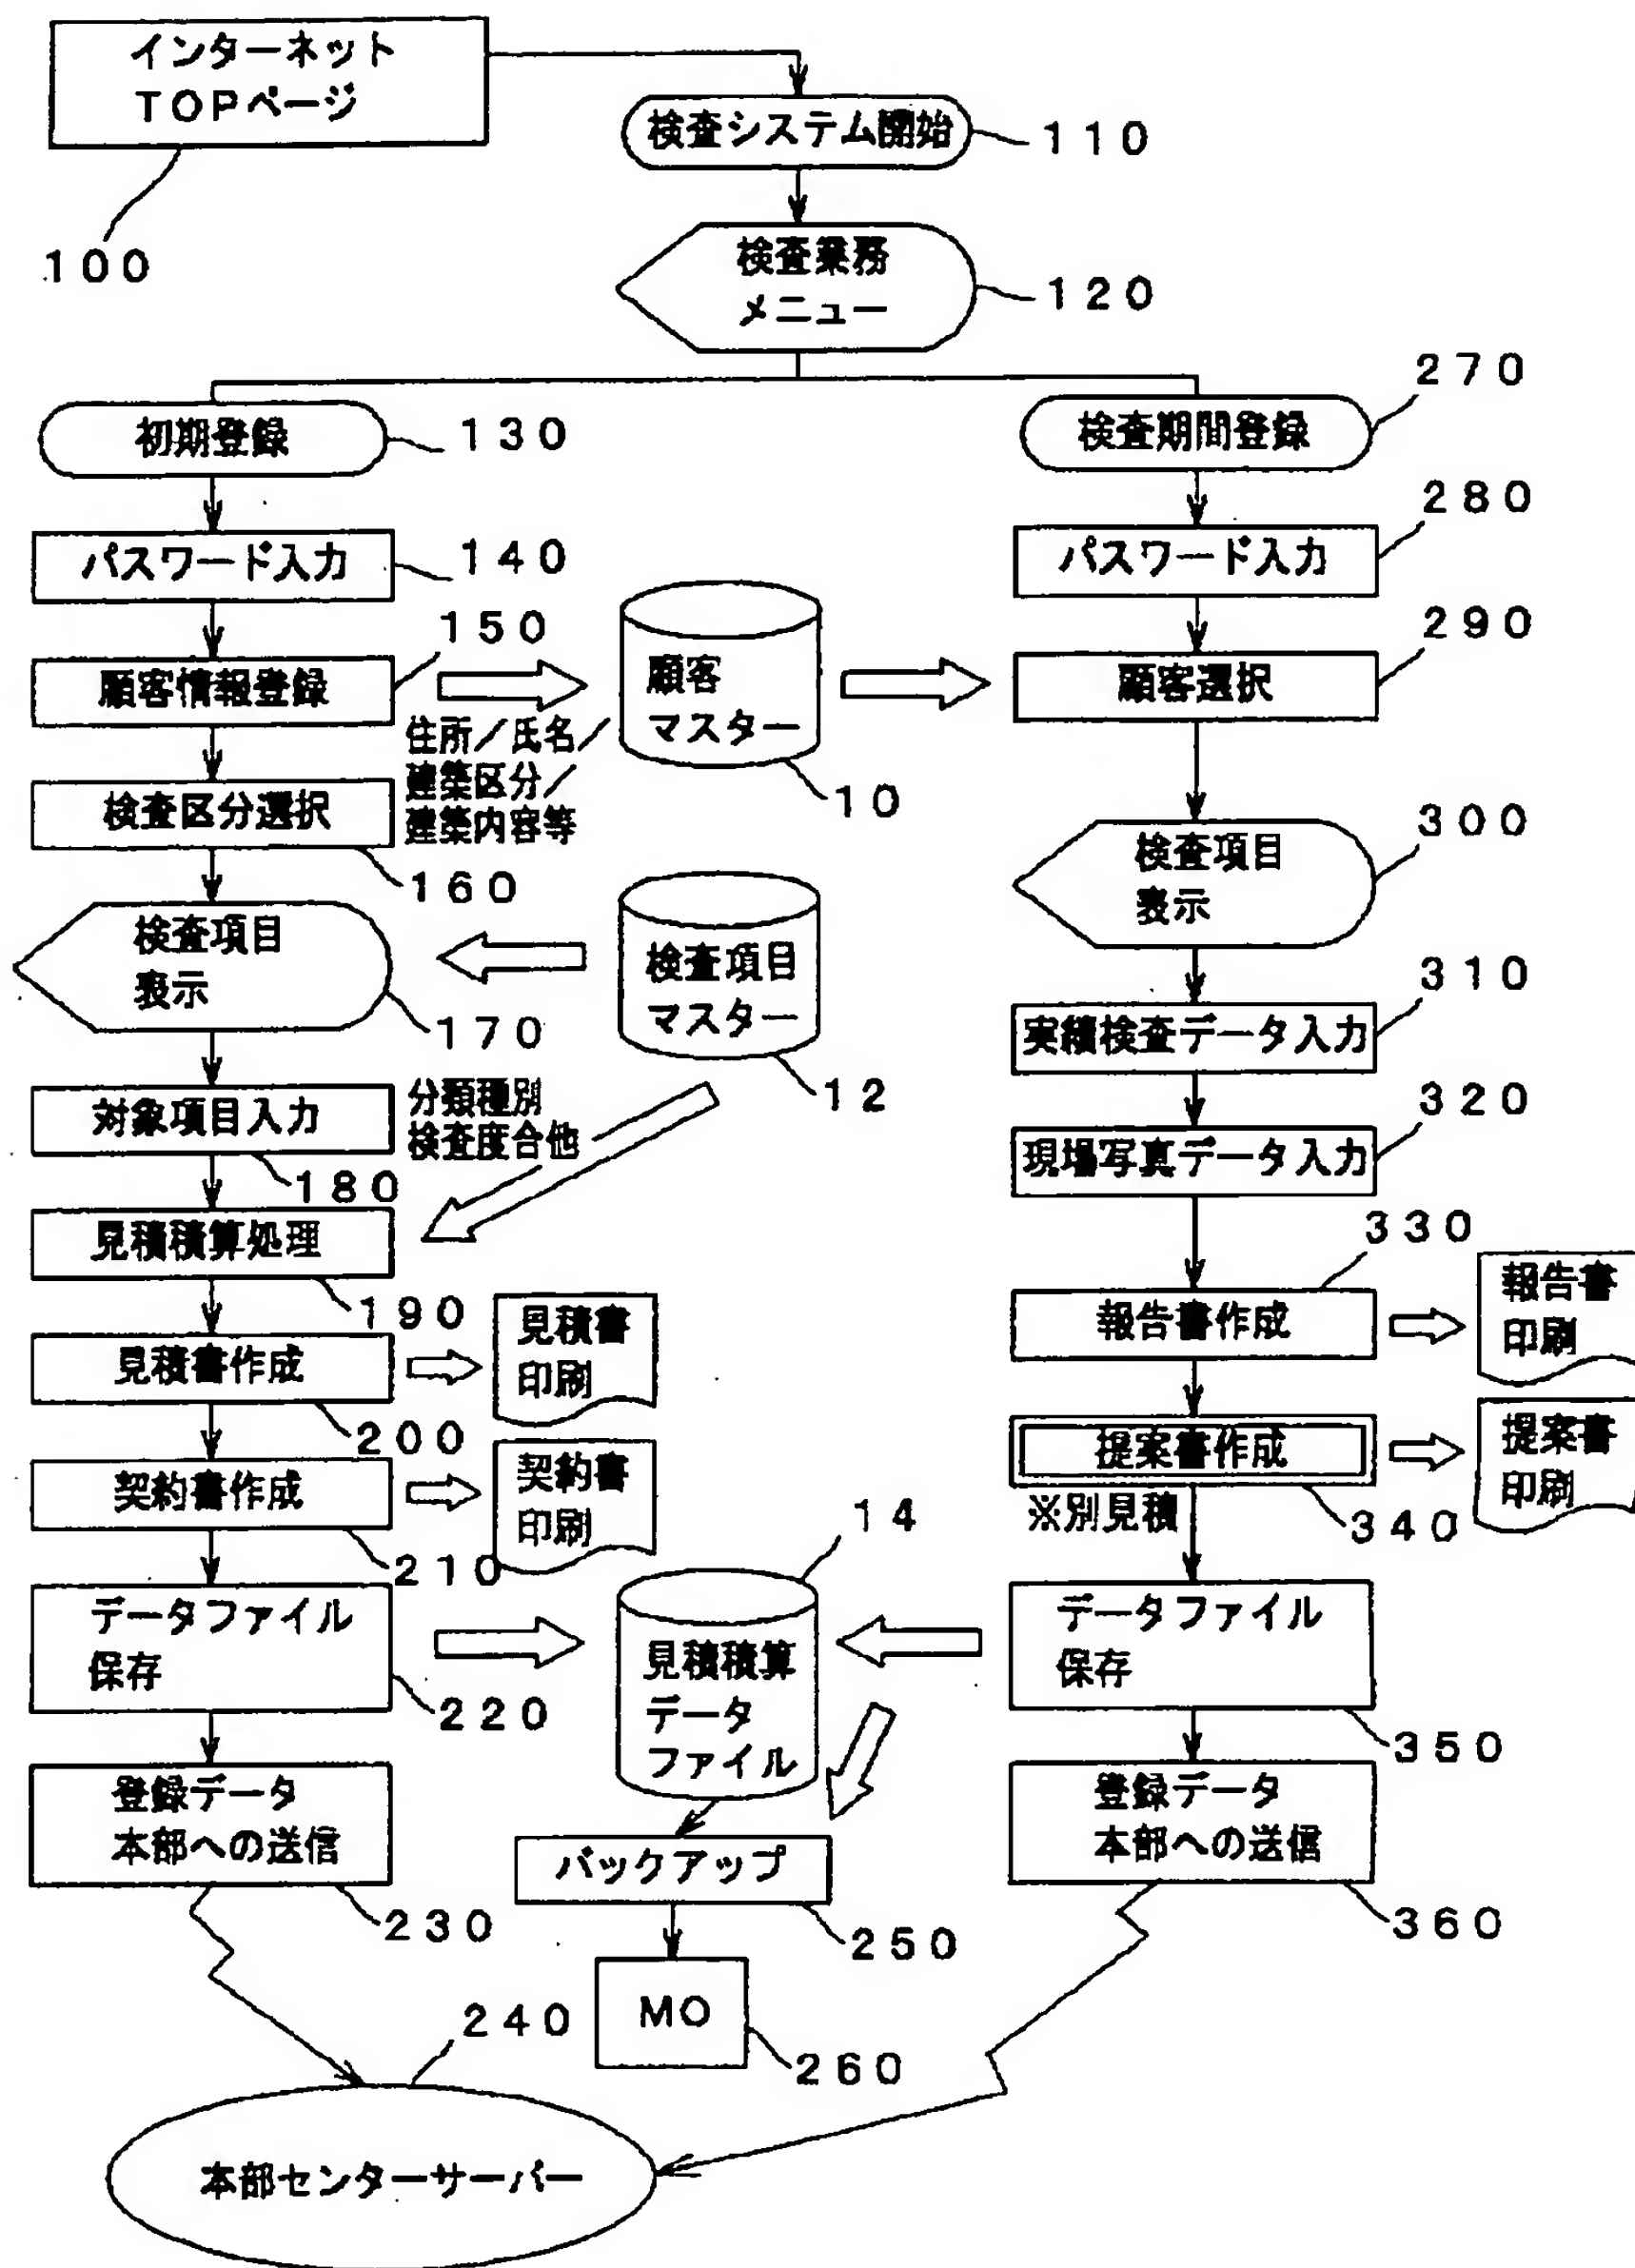 インターネット
TOPページ
100
検査システム開始
110
検査業務
メニュー
120
初期登録
130
パスワード入力
140
顧客情報登録
150
住所／氏名／
建築区分／
建築内容等
顧客
マスター
10
検査区分選択
160
検査項目
表示
170
検査項目
マスター
12
対象項目入力
180
分類種別
検査度合他
見積積算処理
190
見積書作成
200
見積書
印刷
契約書作成
210
契約書
印刷
データファイル
保存
220
見積積算
データ
ファイル
14
登録データ
本部への送信
230
バックアップ
250
MO
260
240
本部センターサーバー
検査期間登録
270
パスワード入力
280
顧客選択
290
検査項目
表示
300
実績検査データ入力
310
現場写真データ入力
320
報告書作成
330
報告書
印刷
提案書作成
※別見積
340
提案書
印刷
データファイル
保存
350
登録データ
本部への送信
360